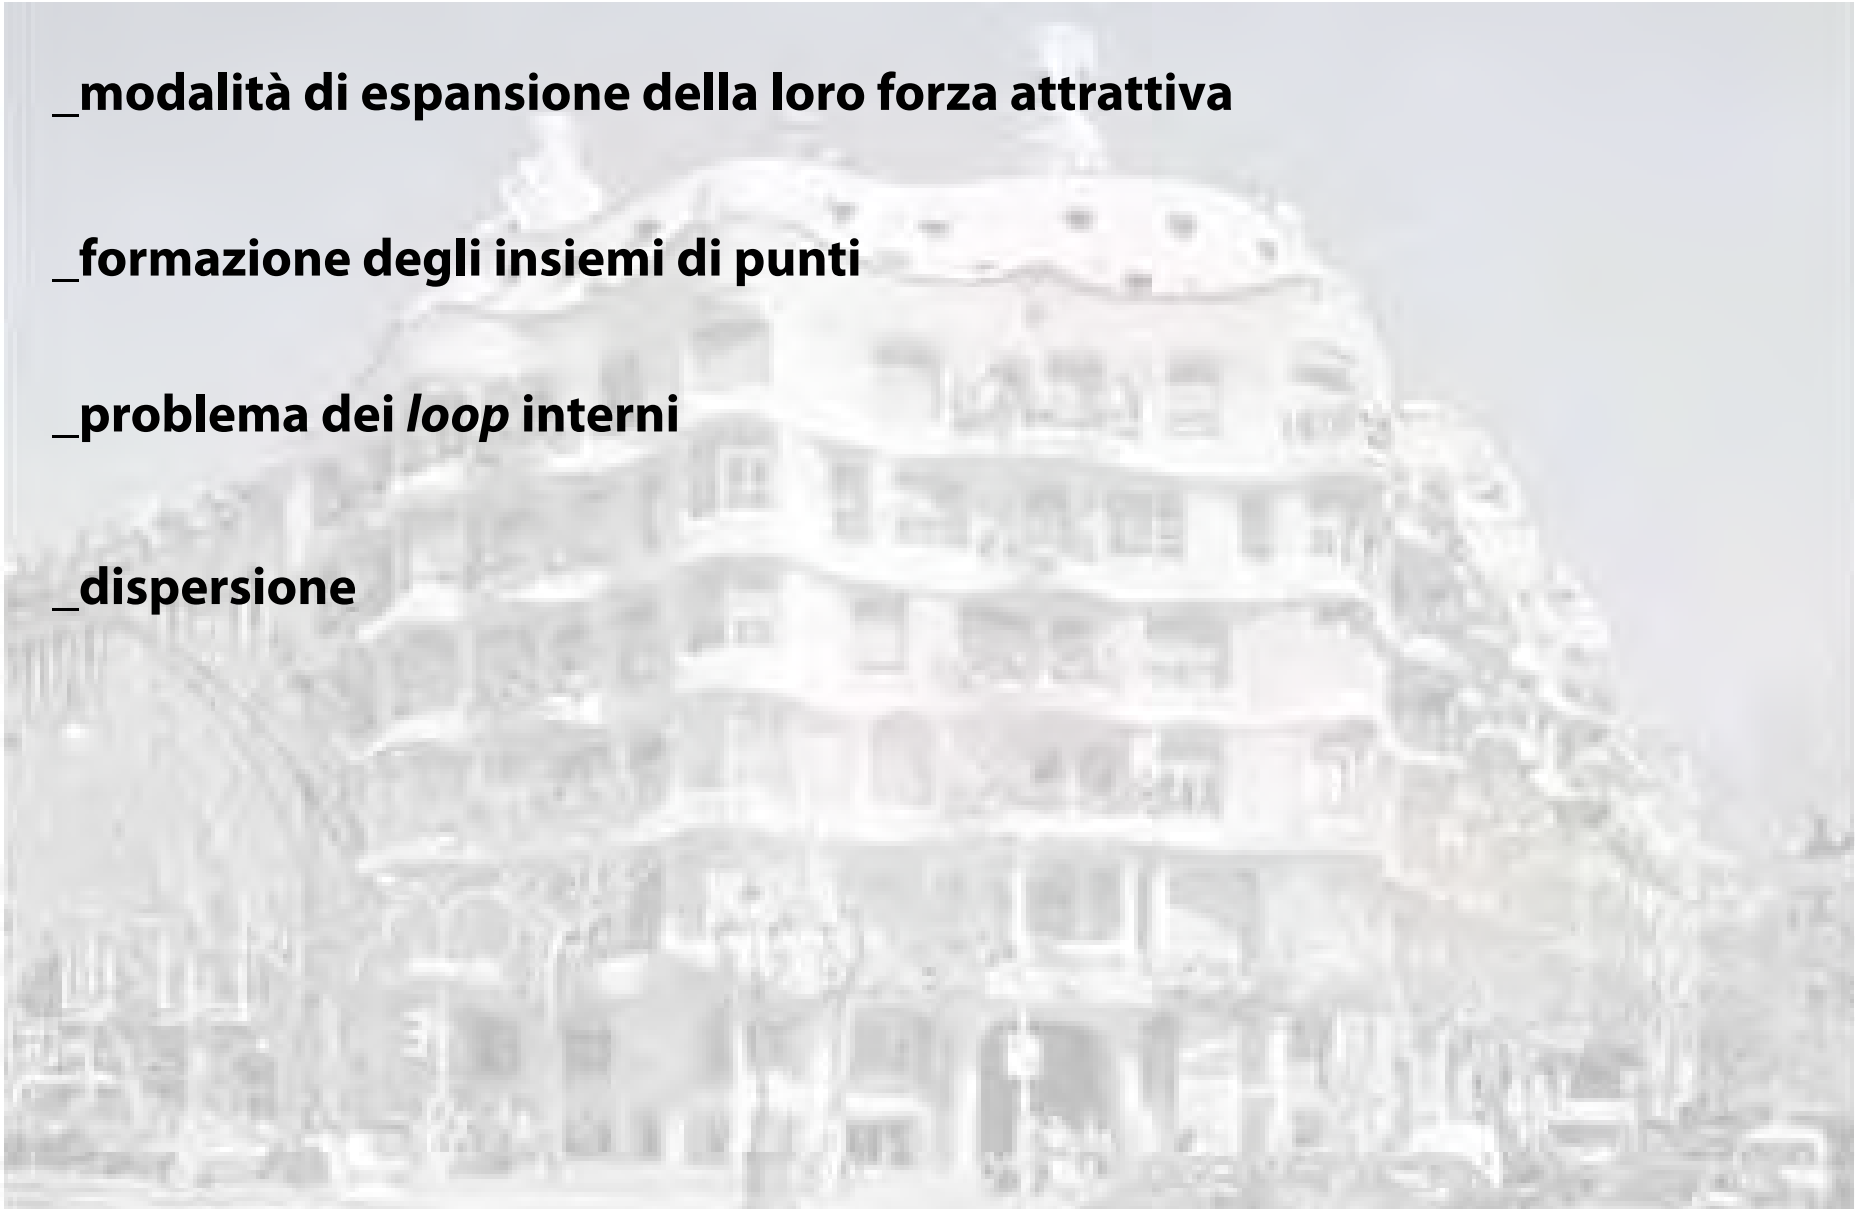 _modalità di espansione della loro forza attrattiva
_formazione degli insiemi di punti
_problema dei loop interni
_dispersione